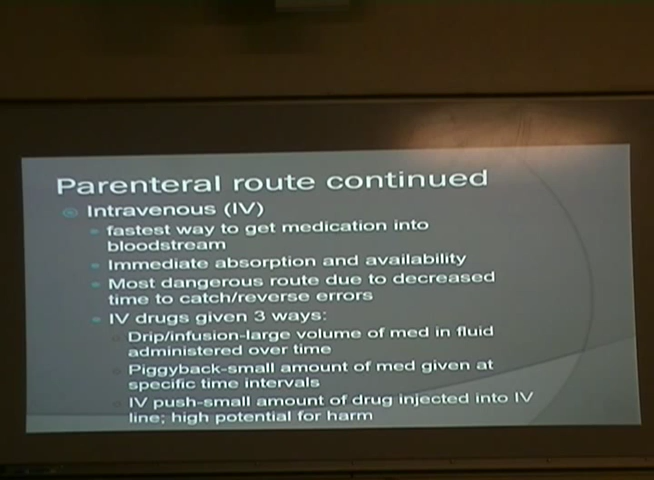 Parenteral route continued
Intravenous (IV)
fastest way to get medication into
bloodstream
Immediate absorption and availability
Most dangerous route due to decreased
time to catch/reverse errors
IV drugs given 3 ways:
Drip/infusion-large volume of med in fluid
administered over time
Piggyback-small amount of med given at
specific time intervals
IV push-small amount of drug injected into IV
line; high potential for harm